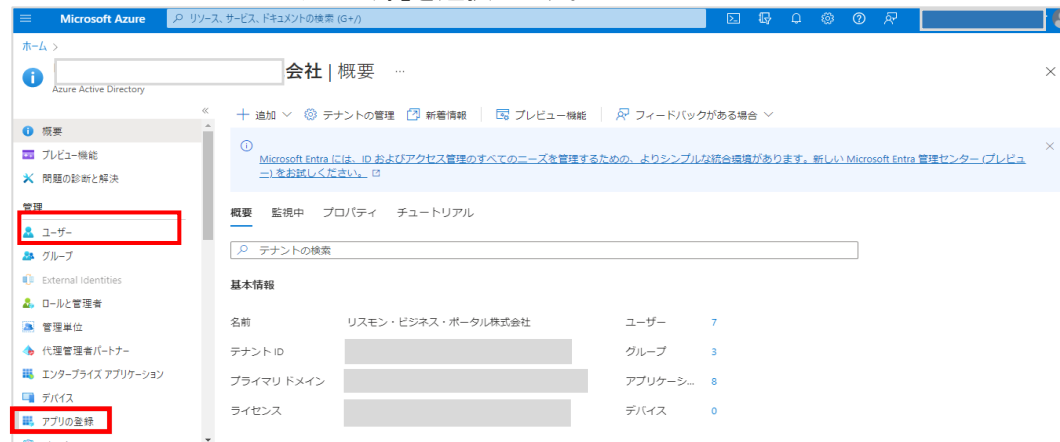 Microsoft Azure
リソース、サービス、ドキュメントの検索 (G+/)
ホーム >
会社 | 概要 …
Azure Active Directory
+ 追加 テナントの管理 新着情報 プレビュー機能 フィードバックがある場合
Microsoft Entra には、ID およびアクセス管理のすべてのニーズを管理するための、よりシンプルな統合環境があります。新しい Microsoft Entra 管理センター (プレビュ
ー) をお試しください。
概要
プレビュー機能
問題の診断と解決
管理
ユーザー
グループ
External Identities
ロールと管理者
管理単位
代理管理者パートナー
エンタープライズ アプリケーション
デバイス
アプリの登録
概要 監視中 プロパティ チュートリアル
テナントの検索
基本情報
名前 リスモン・ビジネス・ポータル株式会社 ユーザー 7
テナント ID グループ 3
プライマリ ドメイン アプリケーシ... 8
ライセンス デバイス 0